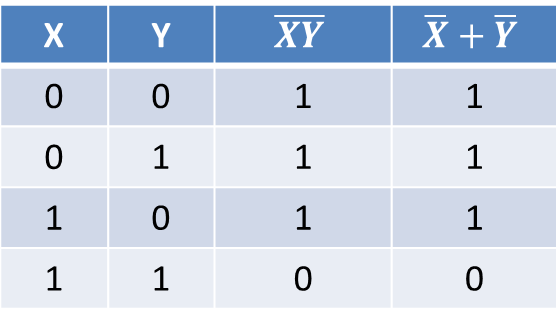 X Y X̅Y̅ X̅ + Y̅
0 0 1 1
0 1 1 1
1 0 1 1
1 1 0 0